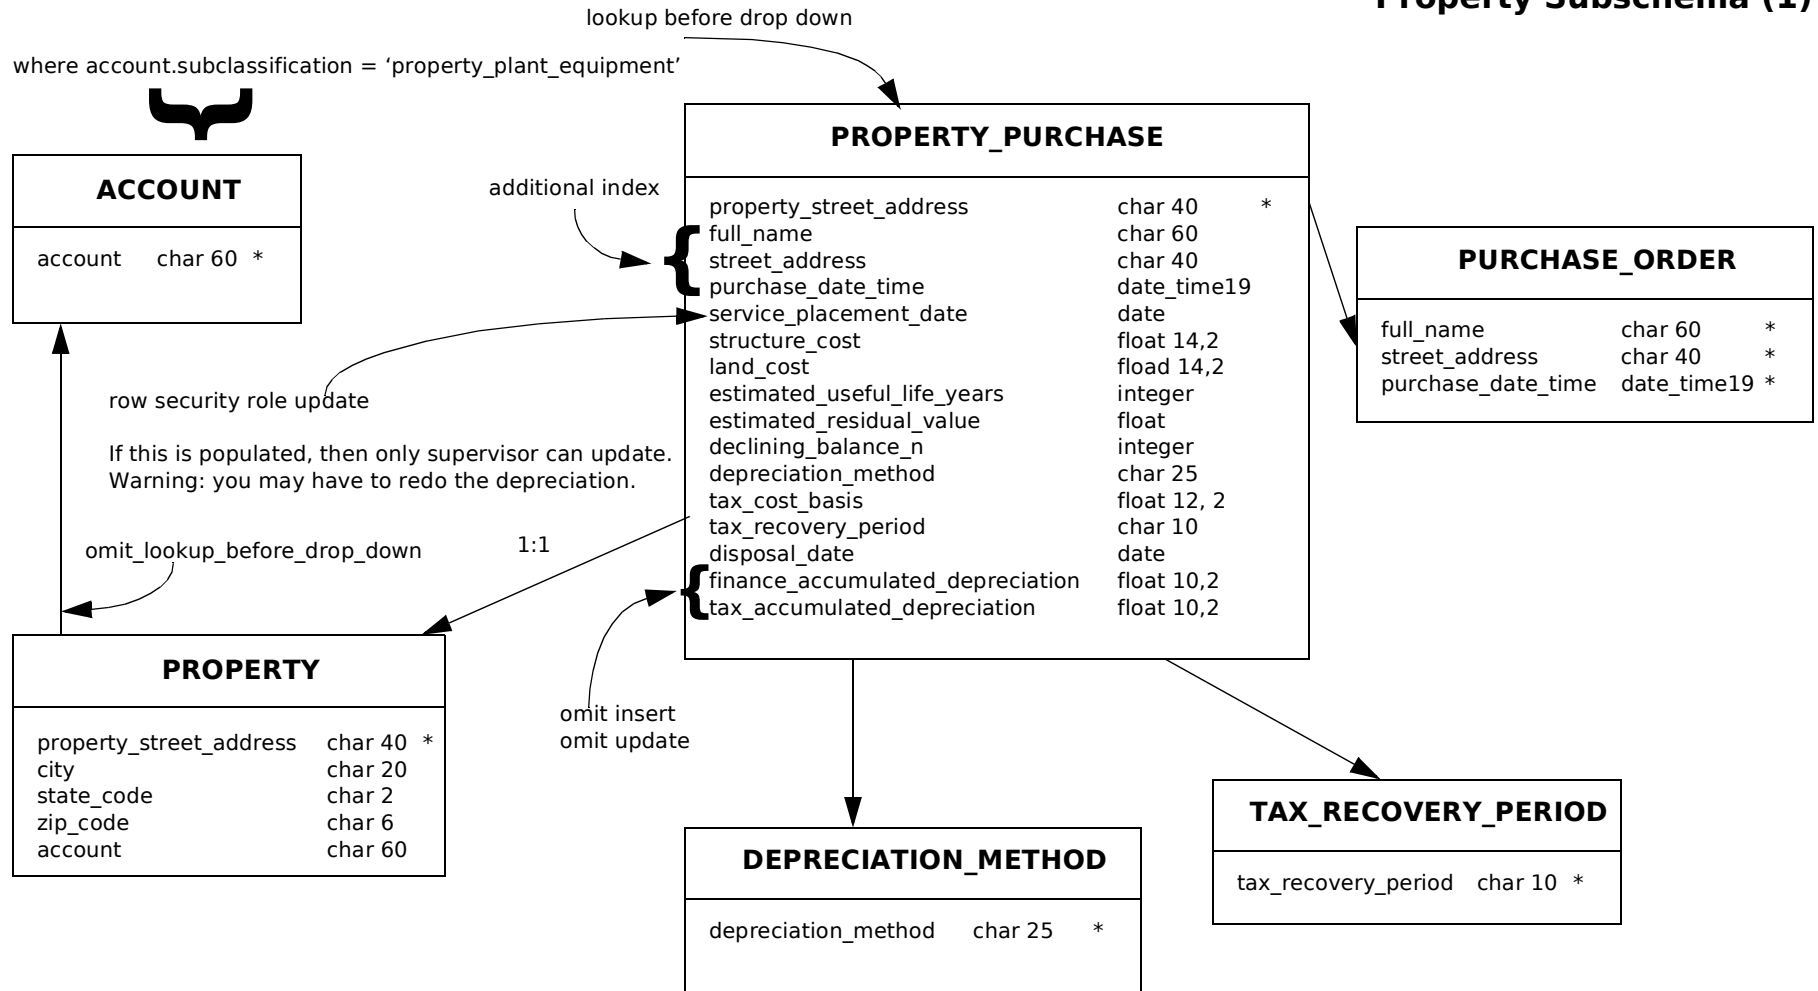 Property Subschema (1)
lookup before drop down
where account.subclassification = ‘property_plant_equipment’
ACCOUNT
account char 60 *
additional index
PROPERTY_PURCHASE
property_street_address char 40 *
full_name char 60
street_address char 40
purchase_date_time date_time19
service_placement_date date
structure_cost float 14,2
land_cost fload 14,2
estimated_useful_life_years integer
estimated_residual_value float
declining_balance_n integer
depreciation_method char 25
tax_cost_basis float 12, 2
tax_recovery_period char 10
disposal_date date
finance_accumulated_depreciation float 10,2
tax_accumulated_depreciation float 10,2
PURCHASE_ORDER
full_name char 60 *
street_address char 40 *
purchase_date_time date_time19 *
row security role update
If this is populated, then only supervisor can update.
Warning: you may have to redo the depreciation.
omit_lookup_before_drop_down
1:1
PROPERTY
property_street_address char 40 *
city char 20
state_code char 2
zip_code char 6
account char 60
omit insert
omit update
DEPRECIATION_METHOD
depreciation_method char 25 *
TAX_RECOVERY_PERIOD
tax_recovery_period char 10 *